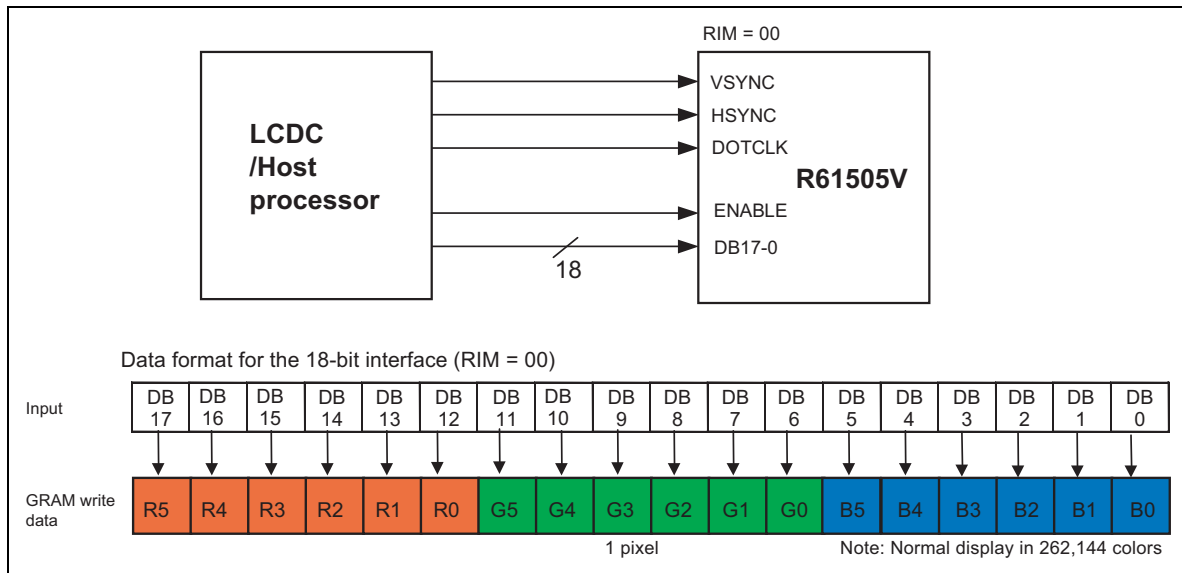 RIM = 00
LCDC
/Host
processor
VSYNC
HSYNC
DOTCLK
R61505V
ENABLE
DB17-0
18
Data format for the 18-bit interface (RIM = 00)
Input
DB 17 DB 16 DB 15 DB 14 DB 13 DB 12 DB 11 DB 10 DB 9 DB 8 DB 7 DB 6 DB 5 DB 4 DB 3 DB 2 DB 1 DB 0
GRAM write
data
R5 R4 R3 R2 R1 R0 G5 G4 G3 G2 G1 G0 B5 B4 B3 B2 B1 B0
1 pixel
Note: Normal display in 262,144 colors